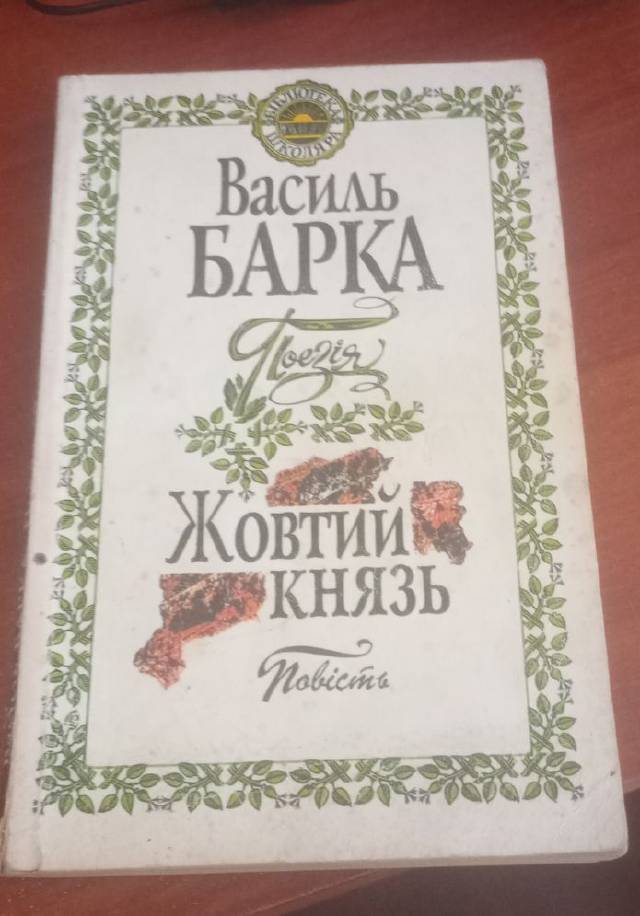 БІБЛІОТЕКА
ШКОЛЯРА
Василь
БАРКА
Поезія
ЖОВТИЙ
КНЯЗЬ
Повість